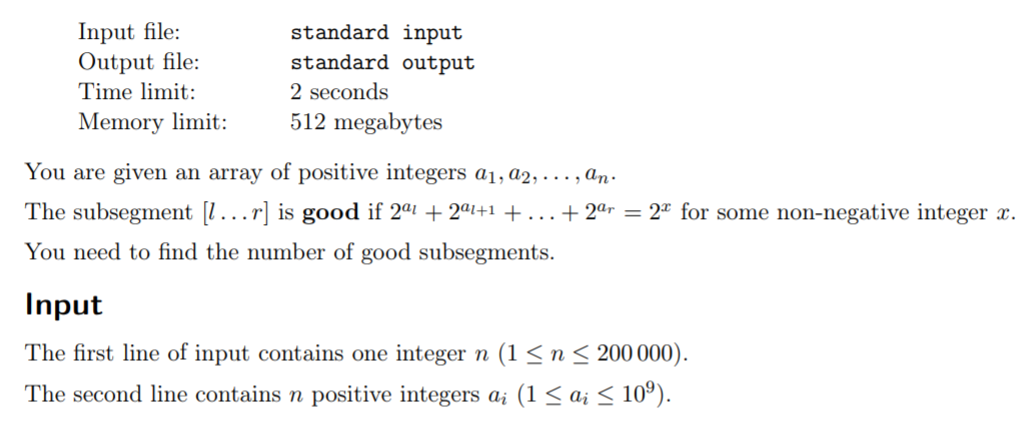 Input file: standard input
Output file: standard output
Time limit: 2 seconds
Memory limit: 512 megabytes
You are given an array of positive integers $a_1, a_2, \ldots, a_n$.
The subsegment $[l \ldots r]$ is good if $2^{a_l} + 2^{a_{l+1}} + \ldots + 2^{a_r} = 2^x$ for some non-negative integer $x$.
You need to find the number of good subsegments.
Input
The first line of input contains one integer $n$ ($1 \le n \le 200\,000$).
The second line contains $n$ positive integers $a_i$ ($1 \le a_i \le 10^9$).